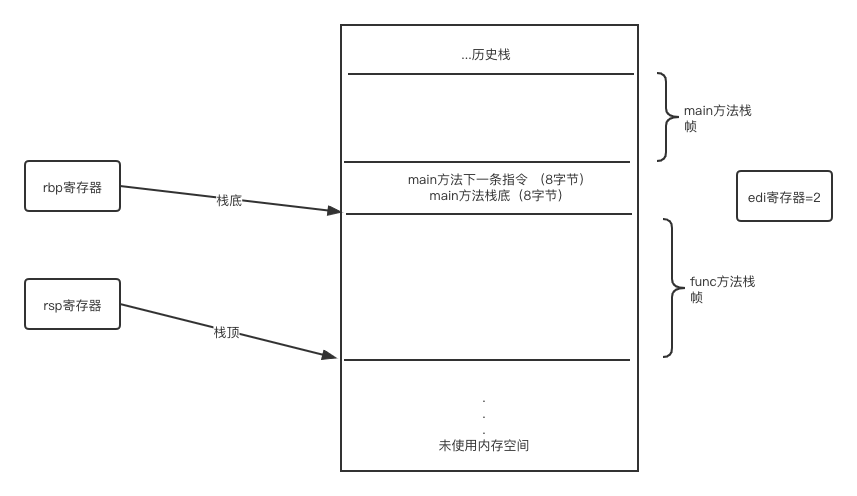 ...历史栈
main方法栈
帧
main方法下一条指令 （8字节）
main方法栈底（8字节）
rbp寄存器
栈底
edi寄存器=2
func方法栈
帧
rsp寄存器
栈顶
.
.
.
未使用内存空间